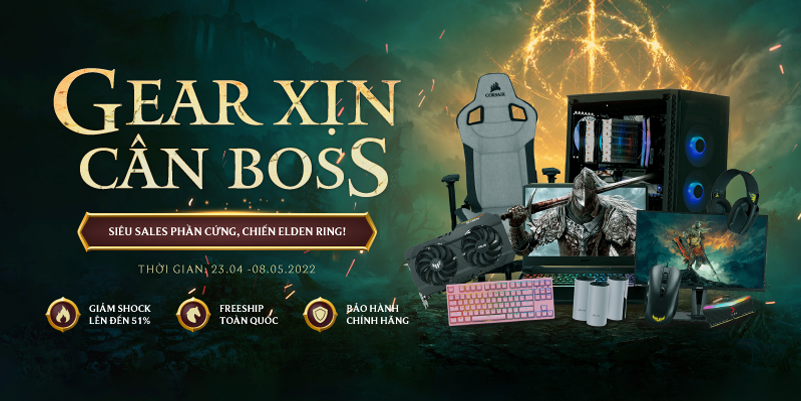 GEAR XỊN
CÂN BOSS
SIÊU SALES PHẦN CỨNG, CHIẾN ELDEN RING!
THỜI GIAN: 23.04 -08.05.2022
GIẢM SHOCK
LÊN ĐẾN 51%
FREESHIP
TOÀN QUỐC
BẢO HÀNH
CHÍNH HÃNG
CORSAIR